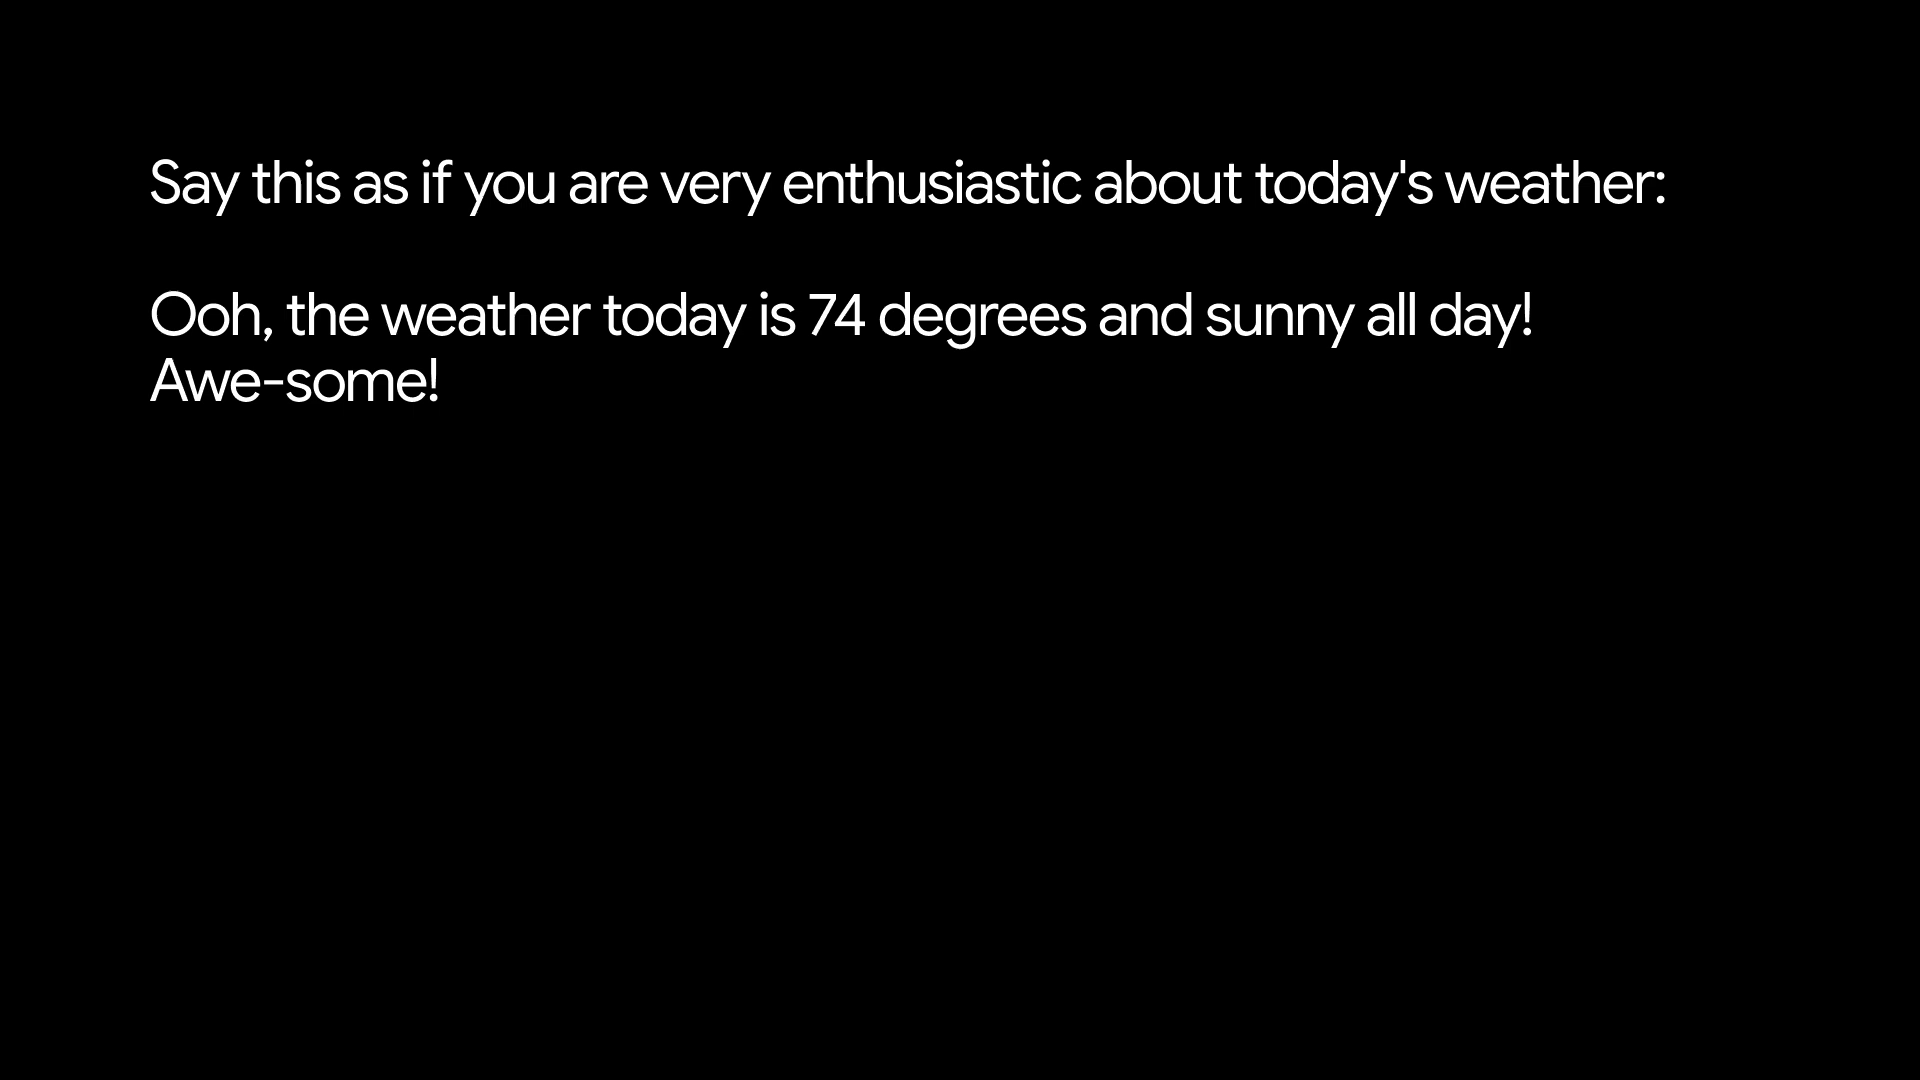 Say this as if you are very enthusiastic about today's weather:
Ooh, the weather today is 74 degrees and sunny all day!
Awe-some!